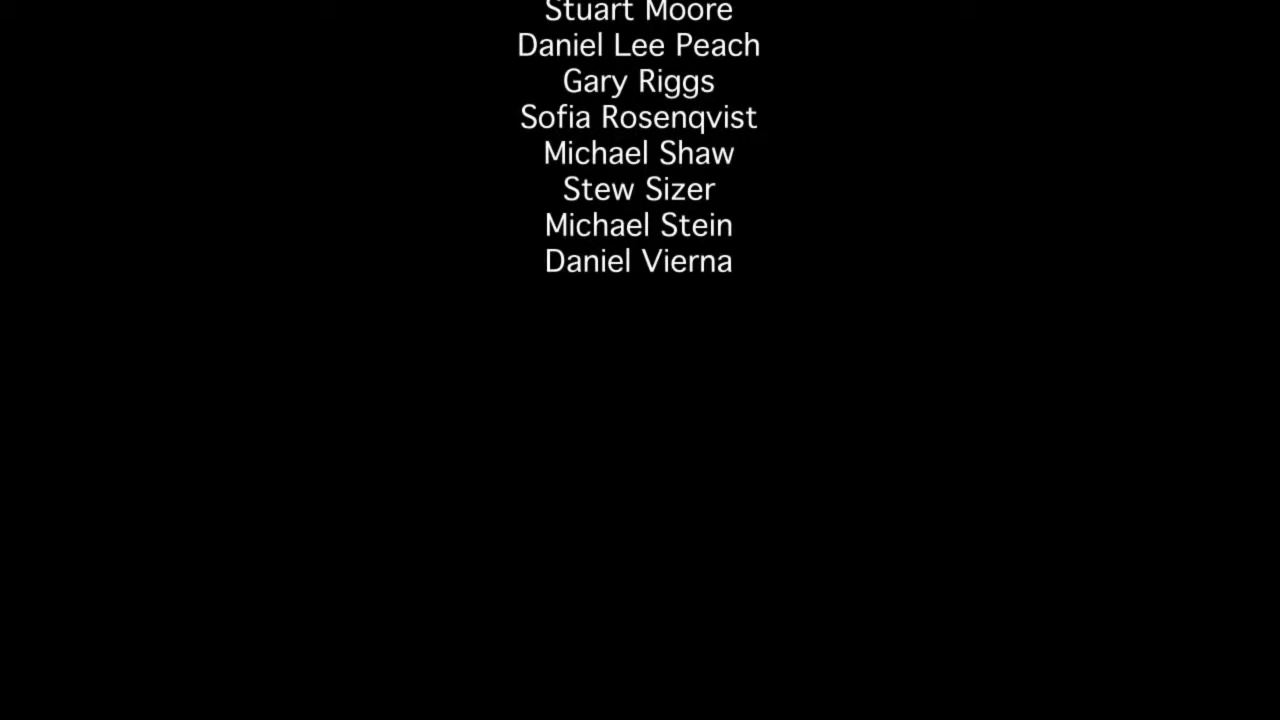 Stuart Moore
Daniel Lee Peach
Gary Riggs
Sofia Rosenqvist
Michael Shaw
Stew Sizer
Michael Stein
Daniel Vierna